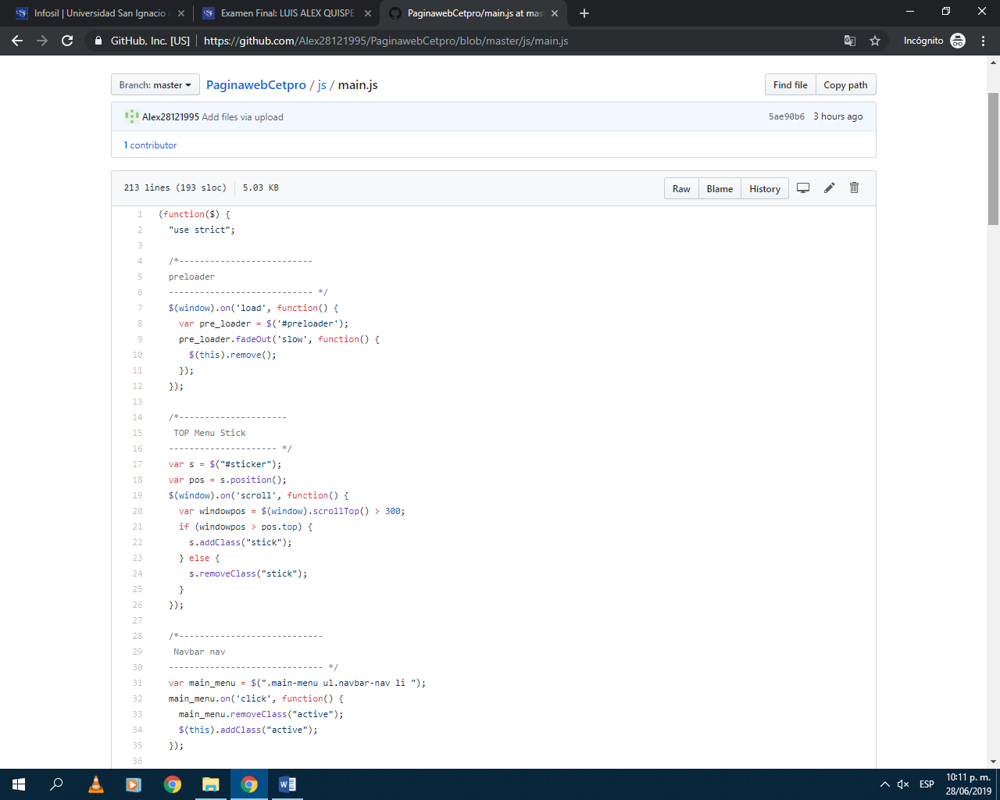 Infosil | Universidad San Ignacio
Examen Final: LUIS ALEX QUISPE
PaginawebCetpro/main.js at mas
GitHub, Inc. [US]
https://github.com/Alex28121995/PaginawebCetpro/blob/master/js/main.js
Incógnito
Branch: master
PaginawebCetpro / js / main.js
Find file
Copy path
Alex28121995 Add files via upload
5ae90b6 3 hours ago
1 contributor
213 lines (193 sloc) 5.03 KB
Raw
Blame
History
1 (function($) {
2 "use strict";
3
4 /*--------------------------
5 preloader
6 ---------------------------- */
7 $(window).on('load', function() {
8 var pre_loader = $('#preloader');
9 pre_loader.fadeOut('slow', function() {
10 $(this).remove();
11 });
12 });
13
14 /*---------------------
15 TOP Menu Stick
16 --------------------- */
17 var s = $("#sticker");
18 var pos = s.position();
19 $(window).on('scroll', function() {
20 var windowpos = $(window).scrollTop() > 300;
21 if (windowpos > pos.top) {
22 s.addClass("stick");
23 } else {
24 s.removeClass("stick");
25 }
26 });
27
28 /*----------------------------
29 Navbar nav
30 ------------------------------ */
31 var main_menu = $(".main-menu ul.navbar-nav li ");
32 main_menu.on('click', function() {
33 main_menu.removeClass("active");
34 $(this).addClass("active");
35 });
36
ESP
10:11 p. m.
28/06/2019